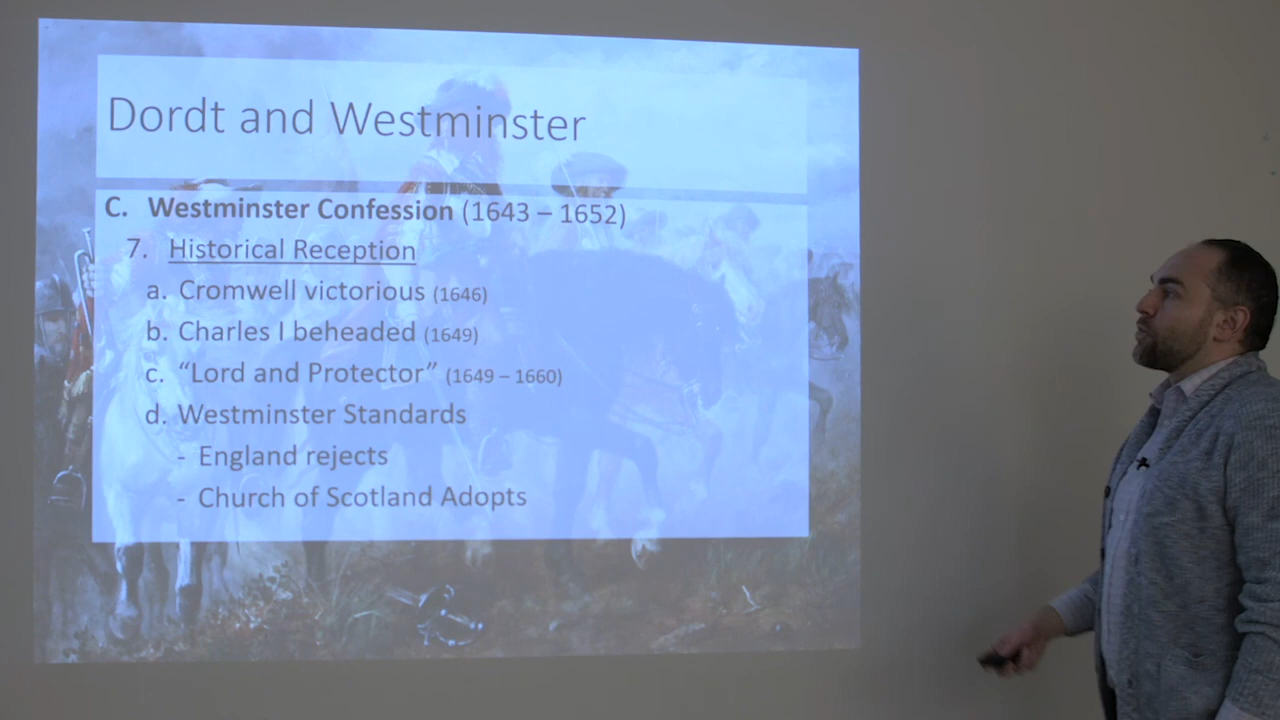 Dordt and Westminster
C. Westminster Confession (1643 – 1652)
7. Historical Reception
a. Cromwell victorious (1646)
b. Charles I beheaded (1649)
c. “Lord and Protector” (1649 – 1660)
d. Westminster Standards
- England rejects
- Church of Scotland Adopts